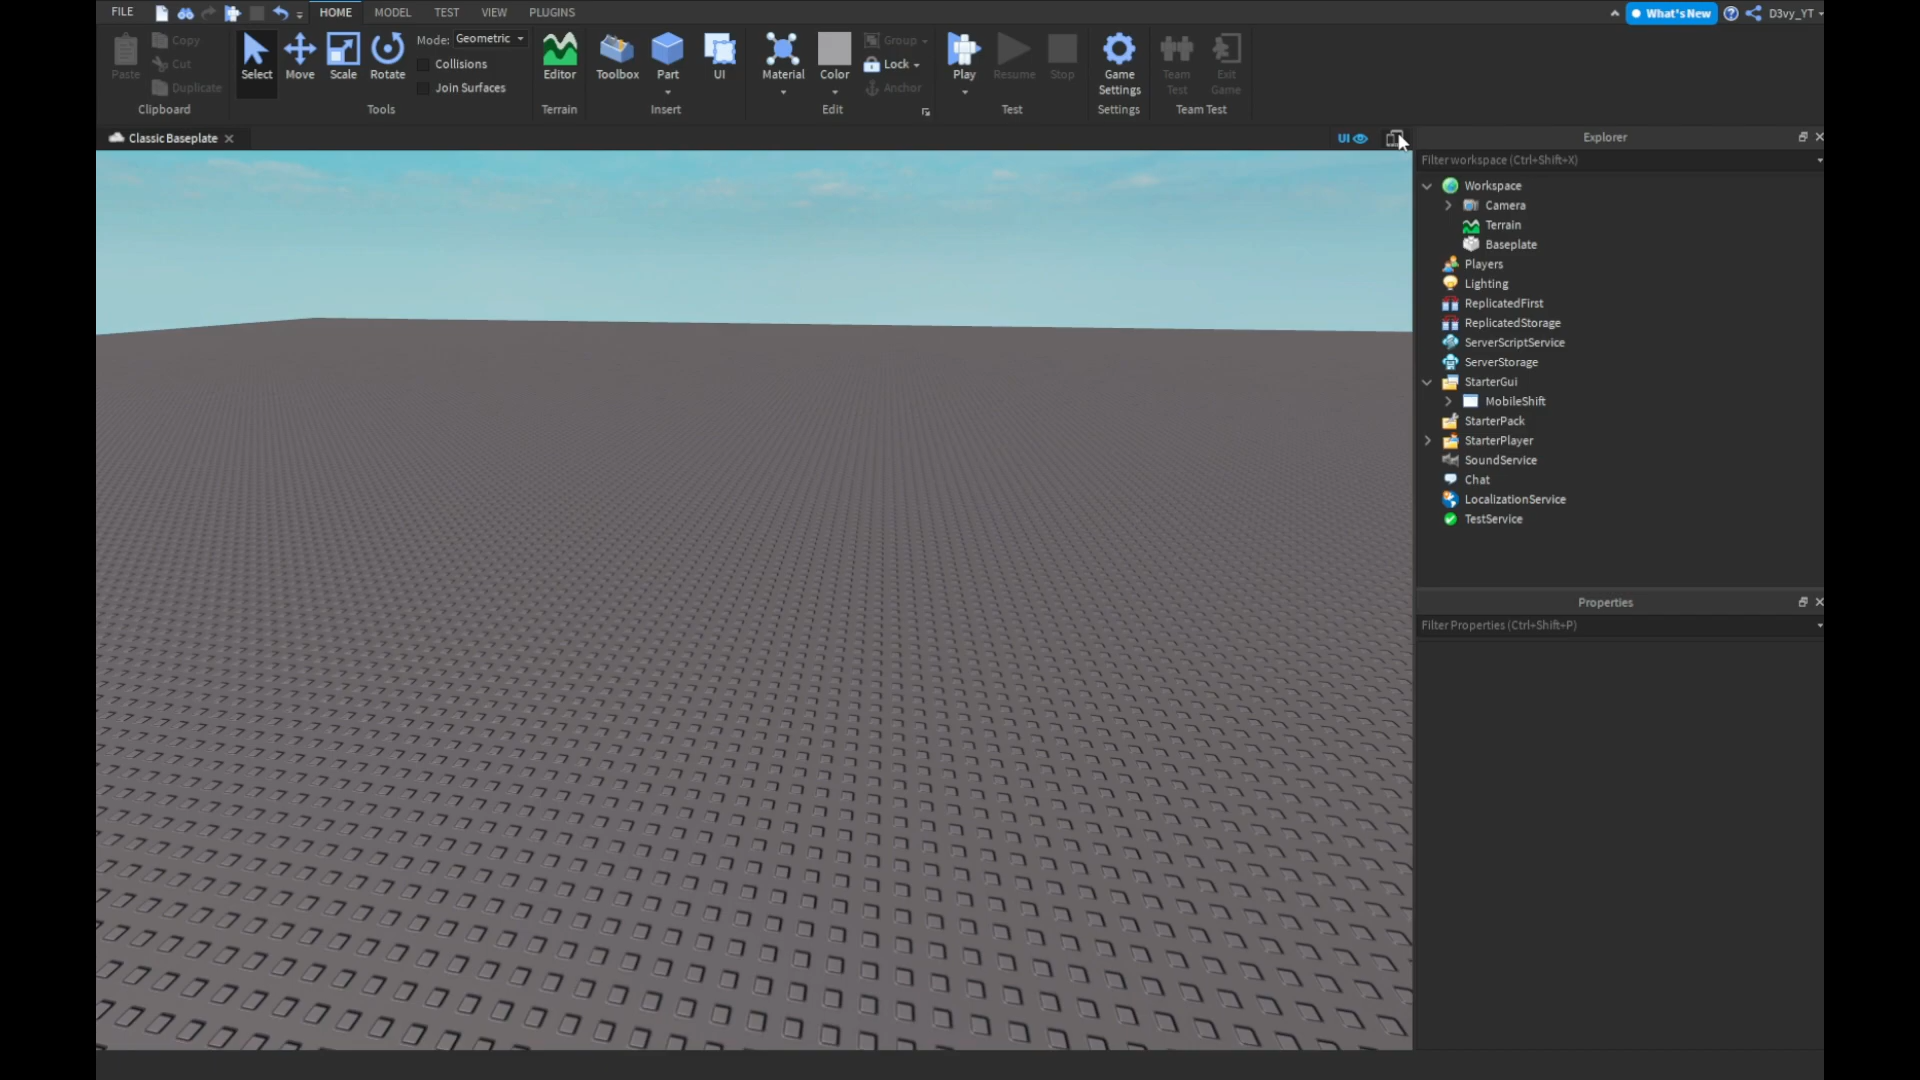 FILE HOME MODEL TEST VIEW PLUGINS What's New D3vy_YT
Paste Copy Cut Duplicate Clipboard
Select Move Scale Rotate Mode: Geometric Collisions Join Surfaces Tools
Editor Terrain
Toolbox Part UI Insert
Material Color Group Lock Anchor Edit
Play Resume Stop Test
Game Settings Settings
Team Test Exit Game Team Test
Classic Baseplate UI
Explorer
Filter workspace (Ctrl+Shift+X)
Workspace
Camera
Terrain
Baseplate
Players
Lighting
ReplicatedFirst
ReplicatedStorage
ServerScriptService
ServerStorage
StarterGui
MobileShift
StarterPack
StarterPlayer
SoundService
Chat
LocalizationService
TestService
Properties
Filter Properties (Ctrl+Shift+P)